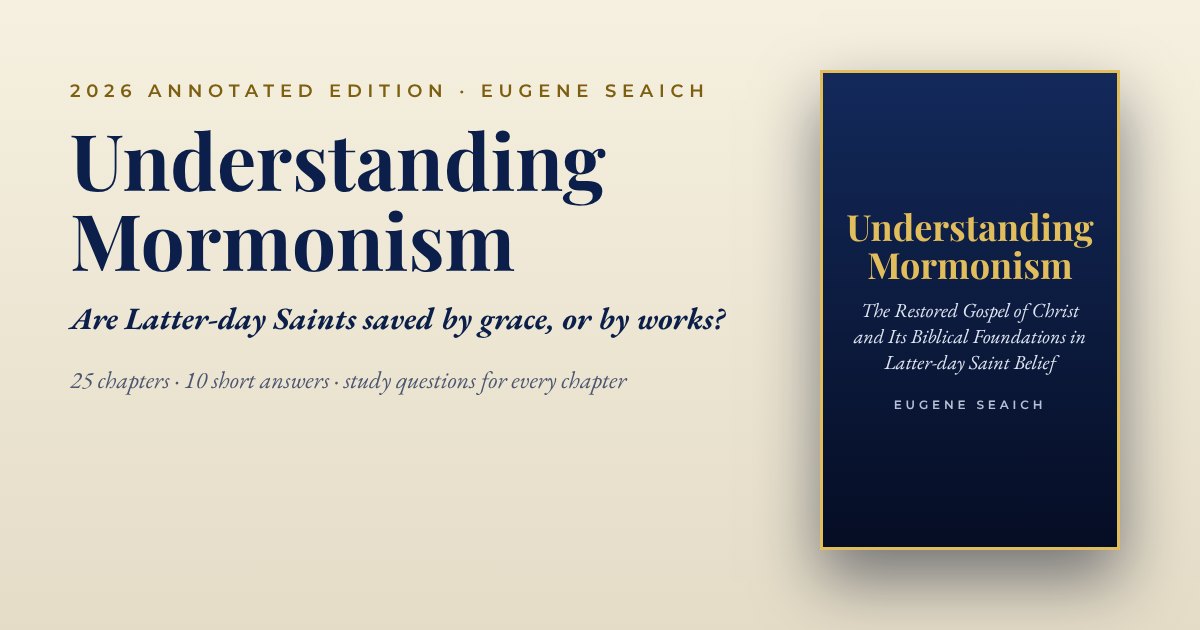 2026 ANNOTATED EDITION · EUGENE SEAICH
Understanding
Mormonism
Are Latter-day Saints saved by grace, or by works?
25 chapters · 10 short answers · study questions for every chapter
Understanding
Mormonism
The Restored Gospel of Christ
and Its Biblical Foundations in
Latter-day Saint Belief
EUGENE SEAICH